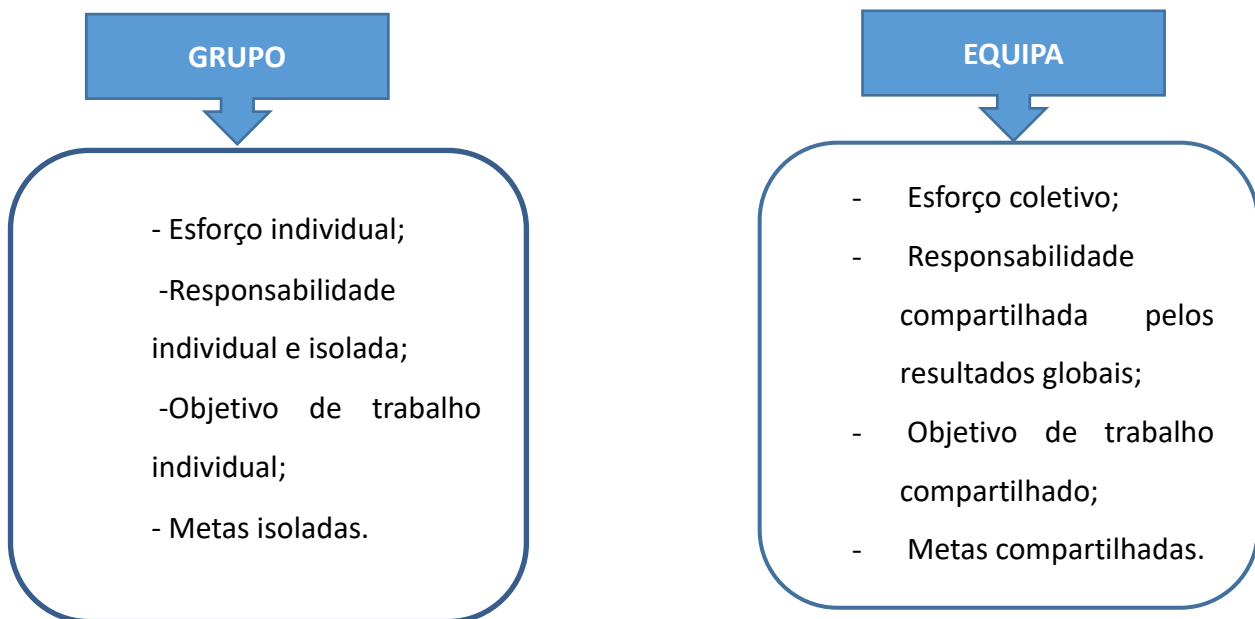 GRUPO
- Esforço individual;
-Responsabilidade
individual e isolada;
-Objetivo de trabalho
individual;
- Metas isoladas.
EQUIPA
- Esforço coletivo;
- Responsabilidade
compartilhada pelos
resultados globais;
- Objetivo de trabalho
compartilhado;
- Metas compartilhadas.